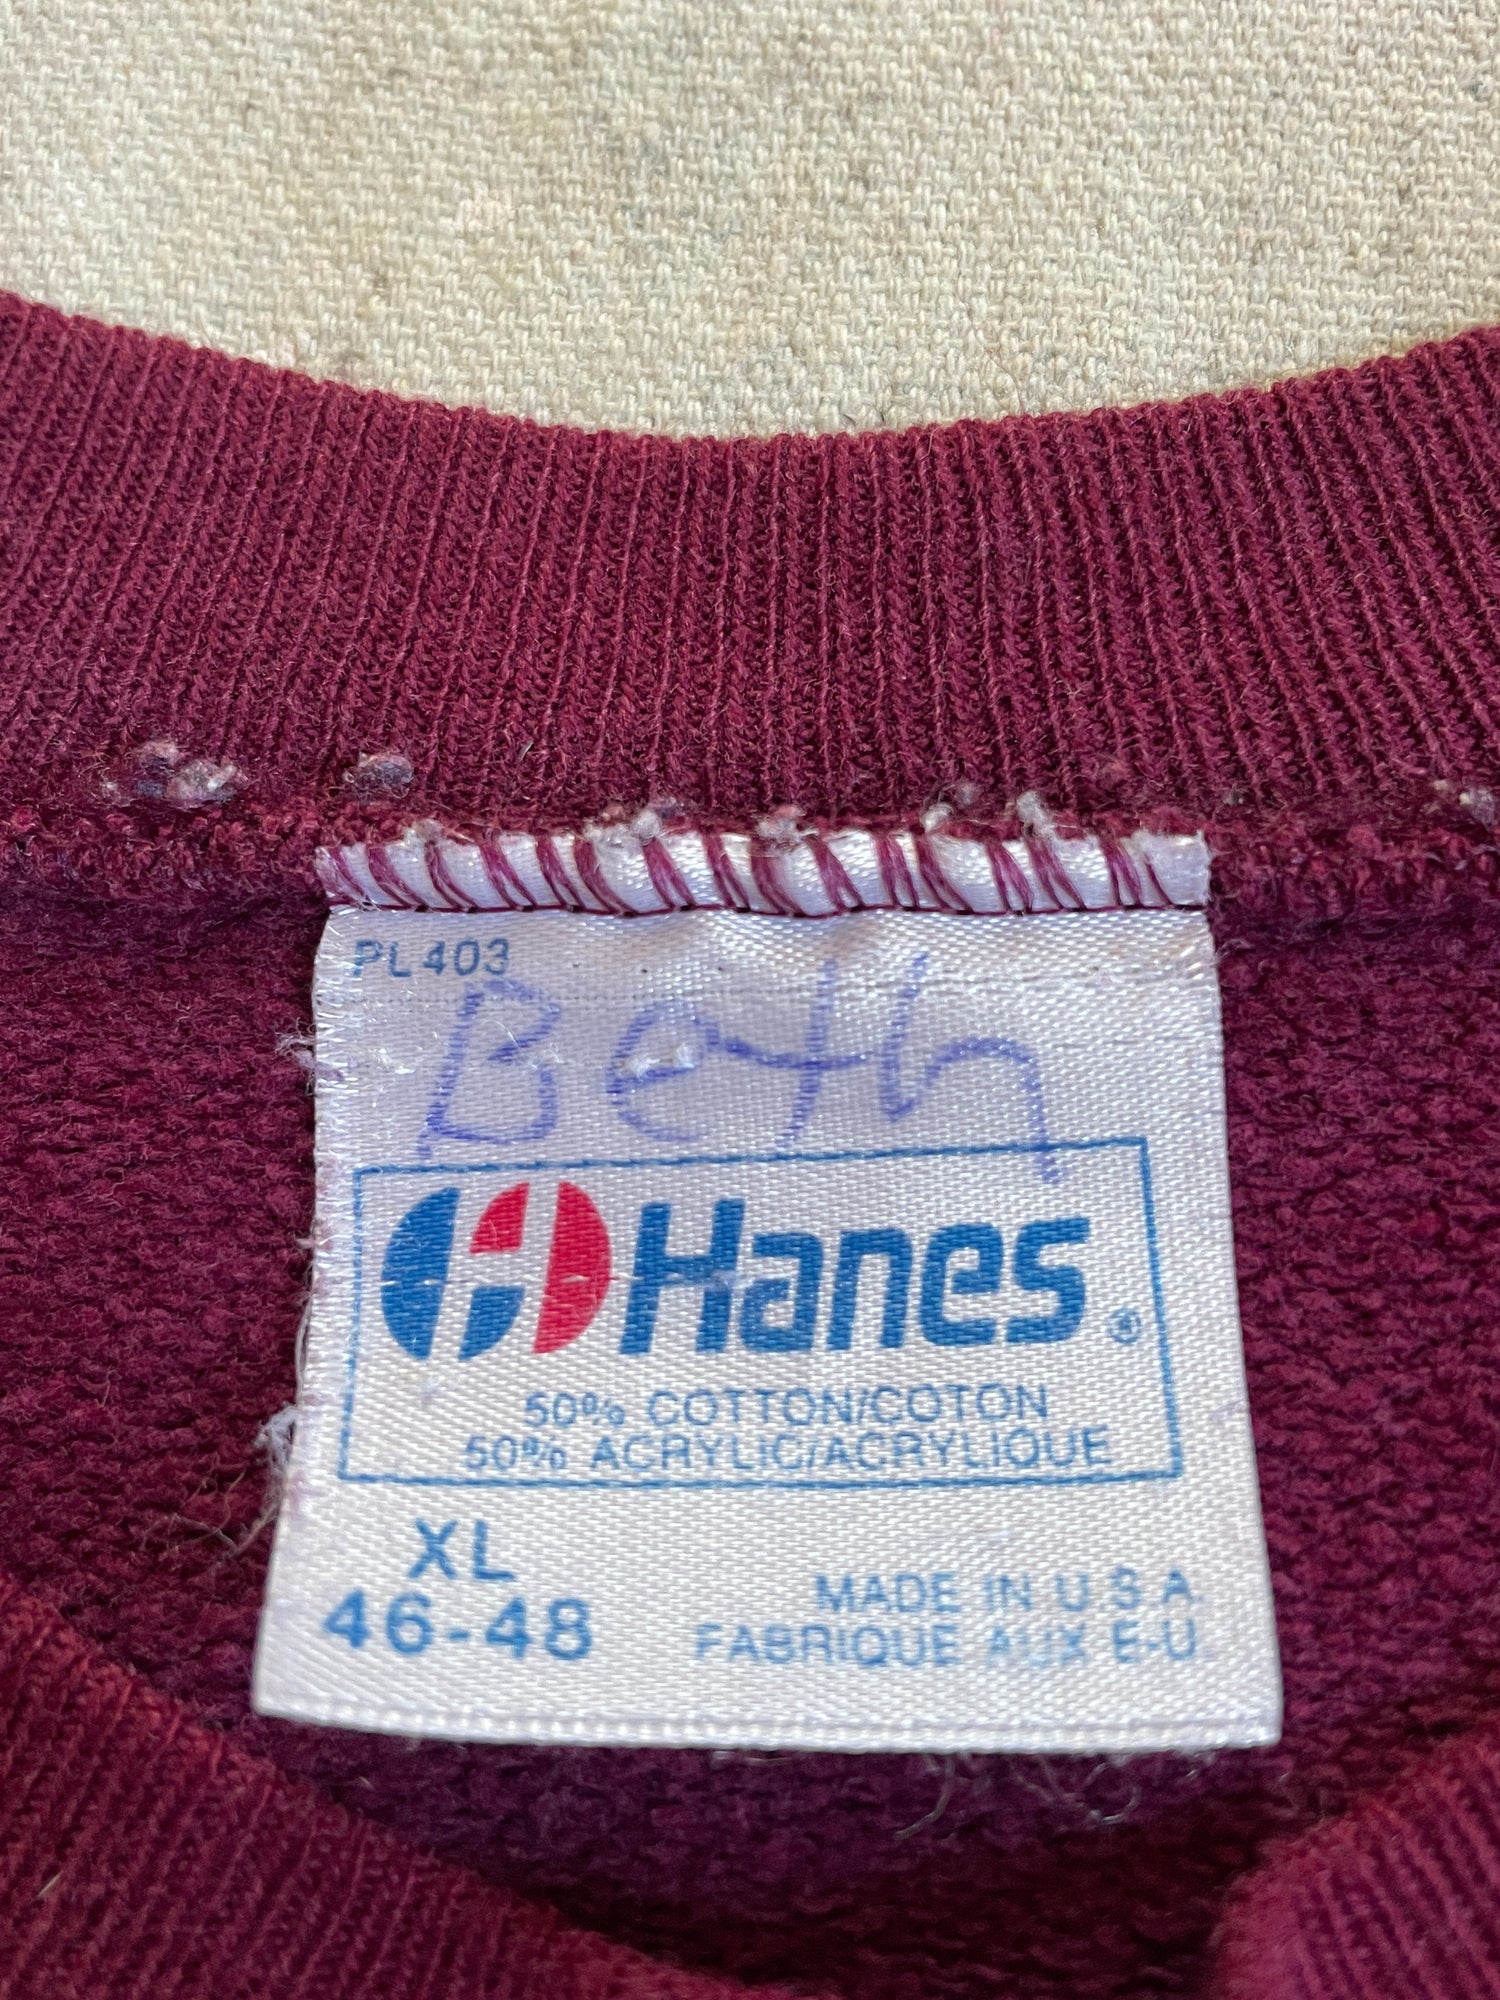 PL403
Beth
Hanes ®
50% COTTON/COTON
50% ACRYLIC/ACRYLIQUE
XL
46-48
MADE IN U S A
FABRIQUE AUX E-U